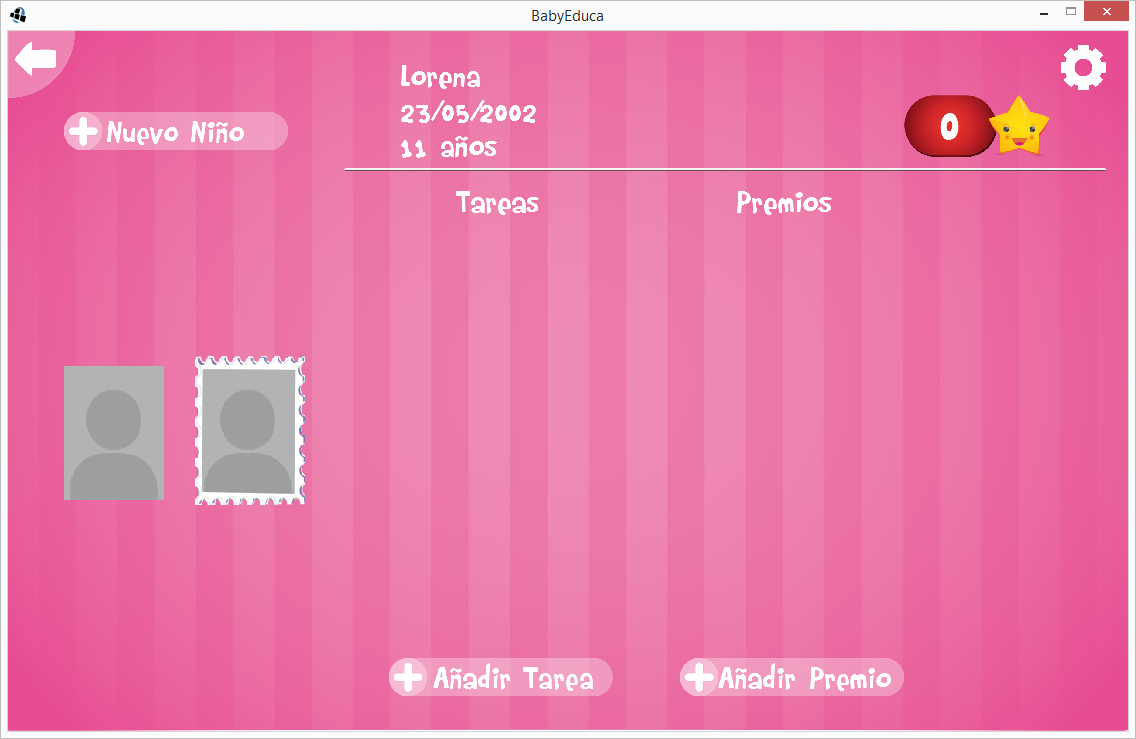 BabyEduca
Lorena
23/05/2002
11 años
0
Nuevo Niño
Tareas
Premios
Añadir Tarea
Añadir Premio